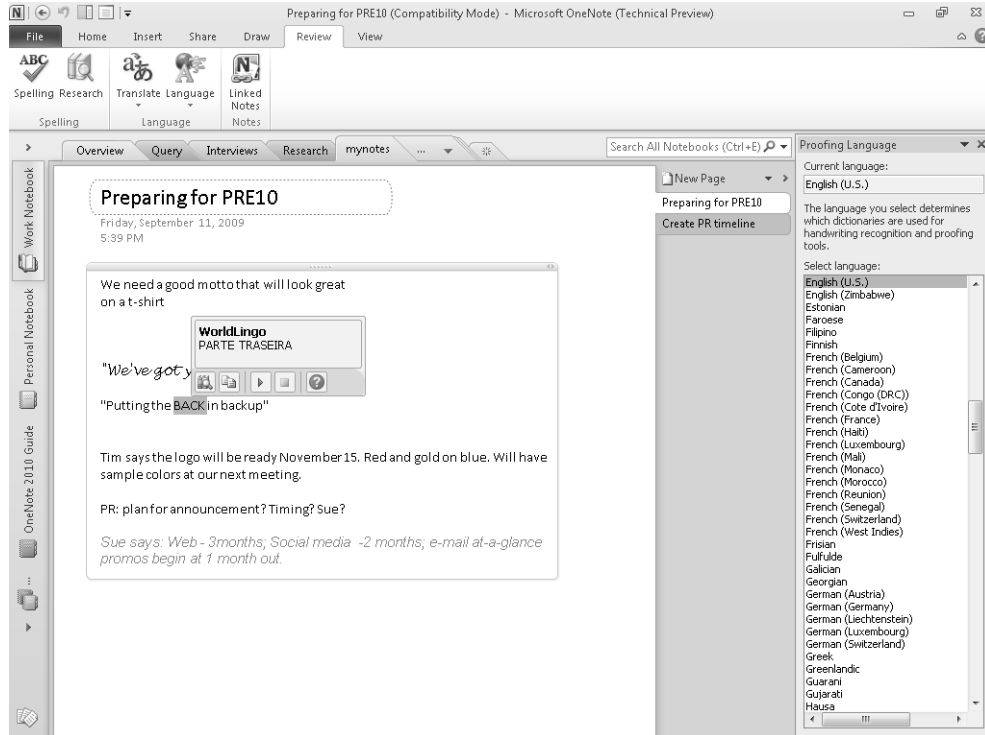 Preparing for PRE10 (Compatibility Mode) - Microsoft OneNote (Technical Preview)
File Home Insert Share Draw Review View
ABC
Spelling Research Translate Language Linked Notes
Spelling Language Notes
Overview Query Interviews Research mynotes ...
Search All Notebooks (Ctrl+E)
Work Notebook
Personal Notebook
OneNote 2010 Guide
...
Preparing for PRE10
Friday, September 11, 2009
5:39 PM
We need a good motto that will look great
on a t-shirt
WorldLingo
PARTE TRASEIRA
"We've got y
"Putting the BACK in backup"
Tim says the logo will be ready November 15. Red and gold on blue. Will have
sample colors at our next meeting.
PR: plan for announcement? Timing? Sue?
Sue says: Web - 3months; Social media -2 months; e-mail at-a-glance
promos begin at 1 month out.
New Page
Preparing for PRE10
Create PR timeline
Proofing Language
Current language:
English (U.S.)
The language you select determines
which dictionaries are used for
handwriting recognition and proofing
tools.
Select language:
English (U.S.)
English (Zimbabwe)
Estonian
Faroese
Filipino
Finnish
French (Belgium)
French (Cameroon)
French (Canada)
French (Congo (DRC))
French (Cote d'Ivoire)
French (France)
French (Haiti)
French (Luxembourg)
French (Mali)
French (Monaco)
French (Morocco)
French (Reunion)
French (Senegal)
French (Switzerland)
French (West Indies)
Frisian
Fulfulde
Galician
Georgian
German (Austria)
German (Germany)
German (Liechtenstein)
German (Luxembourg)
German (Switzerland)
Greek
Greenlandic
Guarani
Gujarati
Hausa